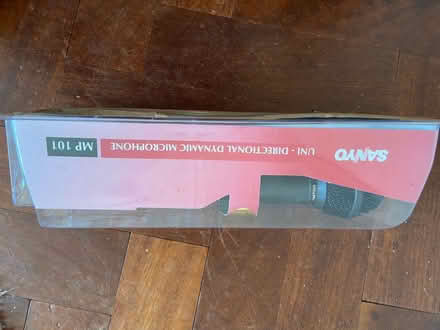 SANYO
UNI - DIRECTIONAL DYNAMIC MICROPHONE
MP 101